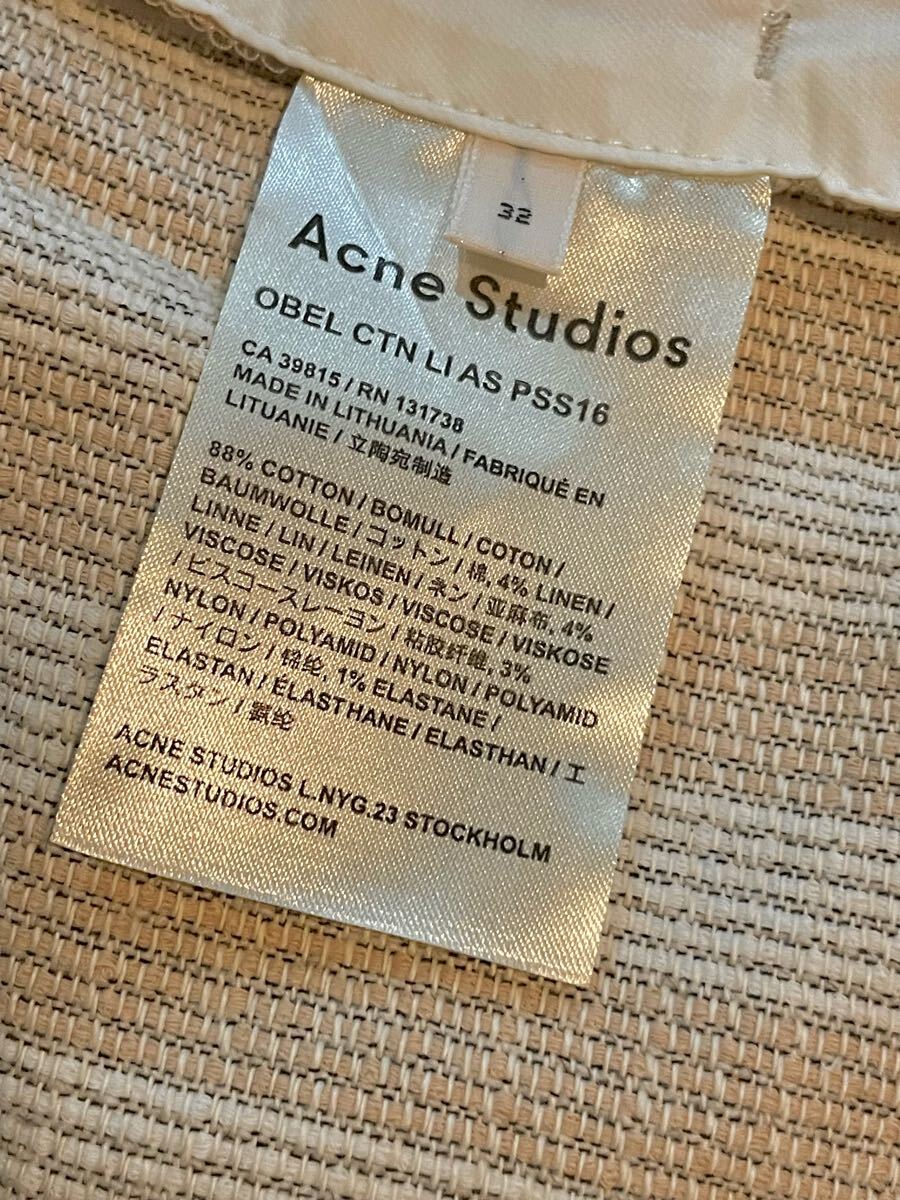 32
Acne Studios
OBEL CTN LI AS PSS16
CA 39815 / RN 131738
MADE IN LITHUANIA / FABRIQUÉ EN
LITUANIE / 立陶宛制造
88% COTTON / BOMULL / COTON /
BAUMWOLLE / コットン / 棉, 4% LINEN /
LINNE / LIN / LEINEN / ネン / 亚麻布, 4%
VISCOSE / VISKOS / VISCOSE / VISKOSE
/ ビスコースレーヨン / 粘胶纤维, 3%
NYLON / POLYAMID / NYLON / POLYAMID
/ ナイロン / 锦纶, 1% ELASTANE /
ELASTAN / ÉLASTHANE / ELASTHAN / エ
ラスタン / 氨纶
ACNE STUDIOS L.NYG.23 STOCKHOLM
ACNESTUDIOS.COM